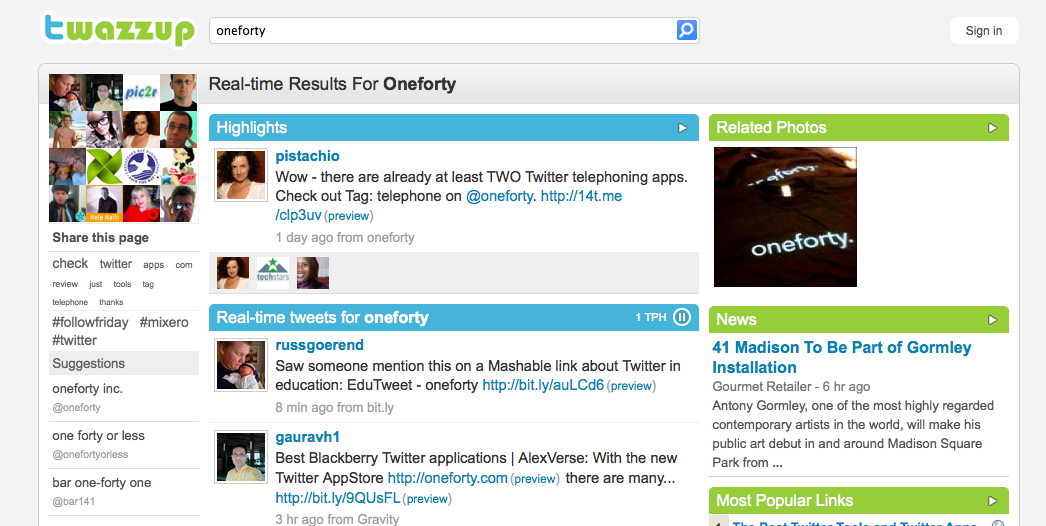 twazzup
oneforty
Sign in
Real-time Results For Oneforty
pic2r
Help Haiti
Share this page
check twitter apps com
review just tools tag
telephone thanks
#followfriday #mixero
#twitter
Suggestions
oneforty inc.
@oneforty
one forty or less
@onefortyorless
bar one-forty one
@bar141
Highlights
pistachio
Wow - there are already at least TWO Twitter telephoning apps.
Check out Tag: telephone on @oneforty. http://14t.me
/clp3uv (preview)
1 day ago from oneforty
techstars
Real-time tweets for oneforty
1 TPH
russgoerend
Saw someone mention this on a Mashable link about Twitter in
education: EduTweet - oneforty http://bit.ly/auLCd6 (preview)
8 min ago from bit.ly
gauravh1
Best Blackberry Twitter applications | AlexVerse: With the new
Twitter AppStore http://oneforty.com (preview) there are many...
http://bit.ly/9QUsFL (preview)
3 hr ago from Gravity
Related Photos
oneforty.
oneforty.
News
41 Madison To Be Part of Gormley
Installation
Gourmet Retailer - 6 hr ago
Antony Gormley, one of the most highly regarded
contemporary artists in the world, will make his
public art debut in and around Madison Square
Park from ...
Most Popular Links
1 The Best Twitter Tools and Twitter Apps